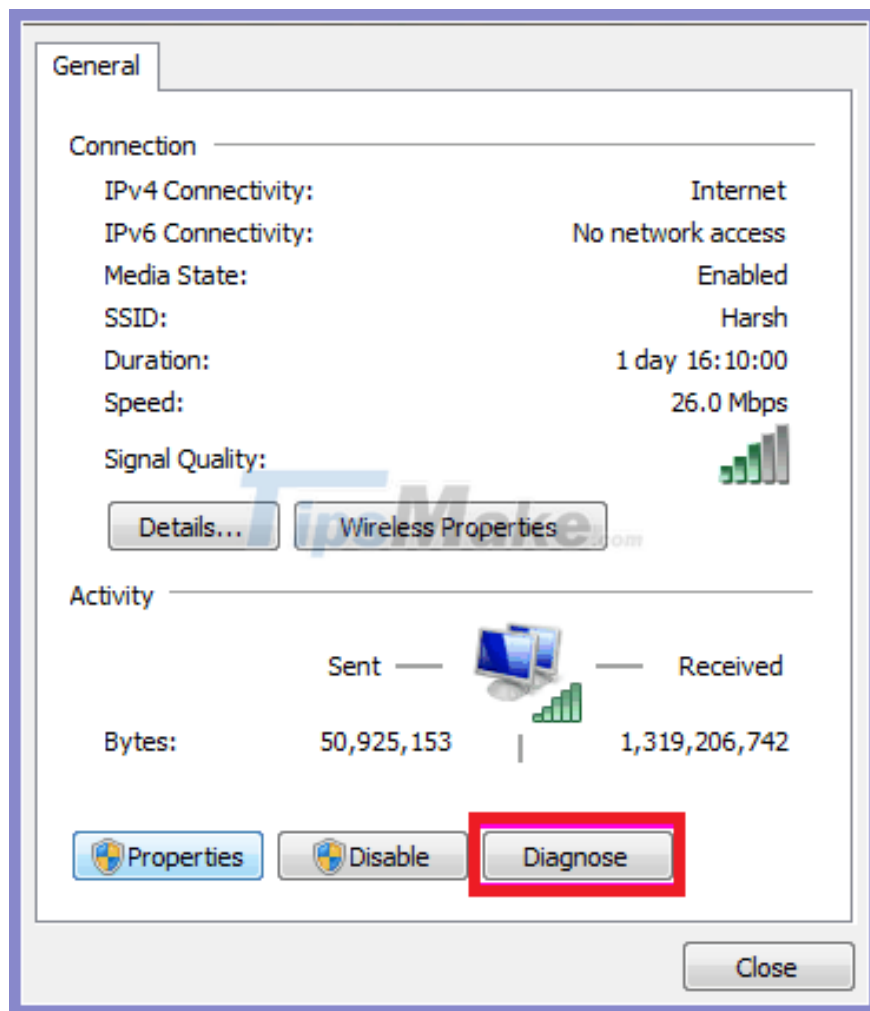 General
Connection
IPv4 Connectivity: Internet
IPv6 Connectivity: No network access
Media State: Enabled
SSID: Harsh
Duration: 1 day 16:10:00
Speed: 26.0 Mbps
Signal Quality:
Details... Wireless Properties
TipsMake.com
Activity
Sent Received
Bytes: 50,925,153 1,319,206,742
Properties Disable Diagnose
Close